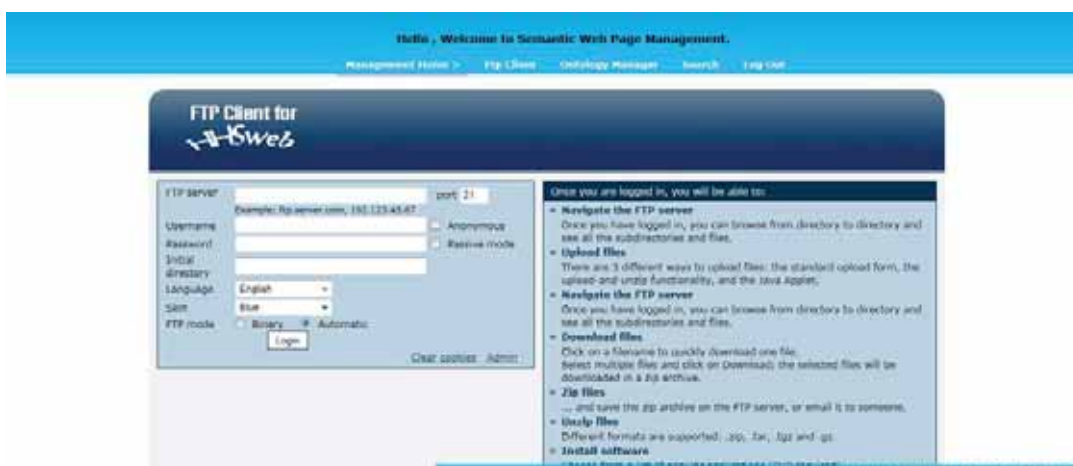 Hello , Welcome to Semantic Web Page Management.
Management Home > Ftp Client Ontology Manager Search Log Out
FTP Client for
Web
FTP server
port 21
Example: ftp.server.com, 192.123.45.67
Username
Anonymous
Password
Passive mode
Initial
directory
Language English
Skin Blue
FTP mode Binary Automatic
Login
Clear cookies Admin
Once you are logged in, you will be able to:
Navigate the FTP server
Once you have logged in, you can browse from directory to directory and
see all the subdirectories and files.
Upload files
There are 3 different ways to upload files: the standard upload form, the
upload-and-unzip functionality, and the Java Applet.
Navigate the FTP server
Once you have logged in, you can browse from directory to directory and
see all the subdirectories and files.
Download files
Click on a filename to quickly download one file.
Select multiple files and click on Download; the selected files will be
downloaded in a zip archive.
Zip files
... and save the zip archive on the FTP server, or email it to someone.
Unzip files
Different formats are supported: .zip, .tar, .tgz and .gz.
Install software